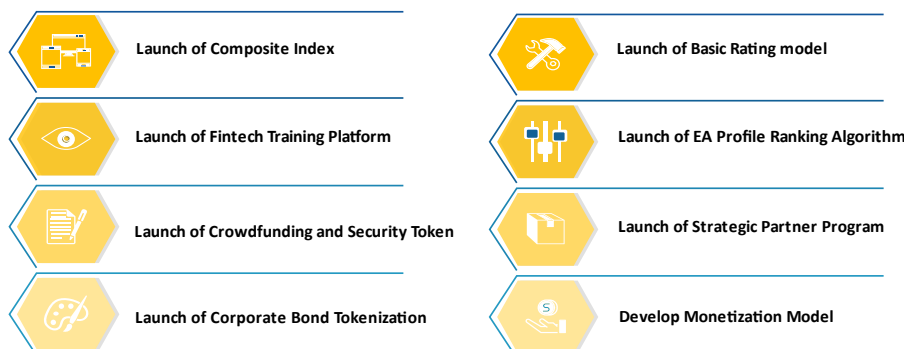 Launch of Composite Index
Launch of Fintech Training Platform
Launch of Crowdfunding and Security Token
Launch of Corporate Bond Tokenization
Launch of Basic Rating model
Launch of EA Profile Ranking Algorithm
Launch of Strategic Partner Program
Develop Monetization Model
S